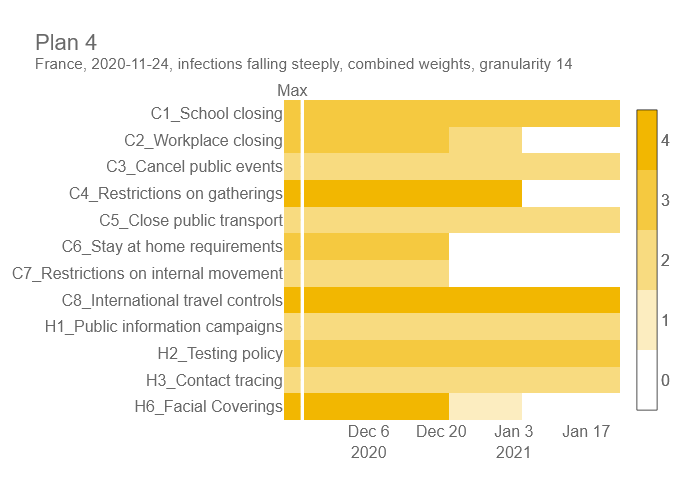 Plan 4
France, 2020-11-24, infections falling steeply, combined weights, granularity 14
Max
C1_School closing
C2_Workplace closing
C3_Cancel public events
C4_Restrictions on gatherings
C5_Close public transport
C6_Stay at home requirements
C7_Restrictions on internal movement
C8_International travel controls
H1_Public information campaigns
H2_Testing policy
H3_Contact tracing
H6_Facial Coverings
4
3
2
1
0
Dec 6 Dec 20 Jan 3 Jan 17
2020 2021